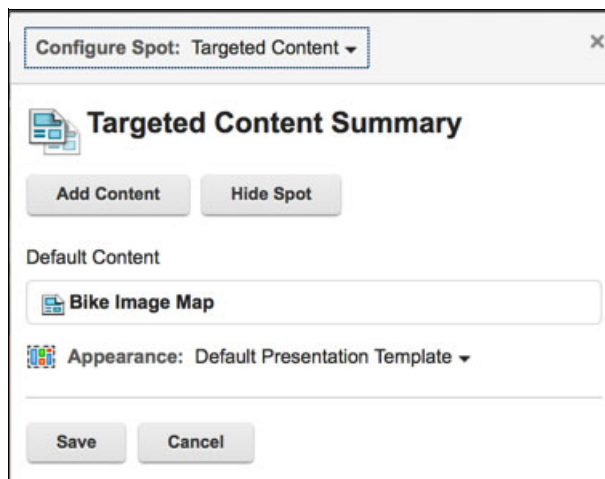 Configure Spot: Targeted Content
Targeted Content Summary
Add Content Hide Spot
Default Content
Bike Image Map
Appearance: Default Presentation Template
Save Cancel